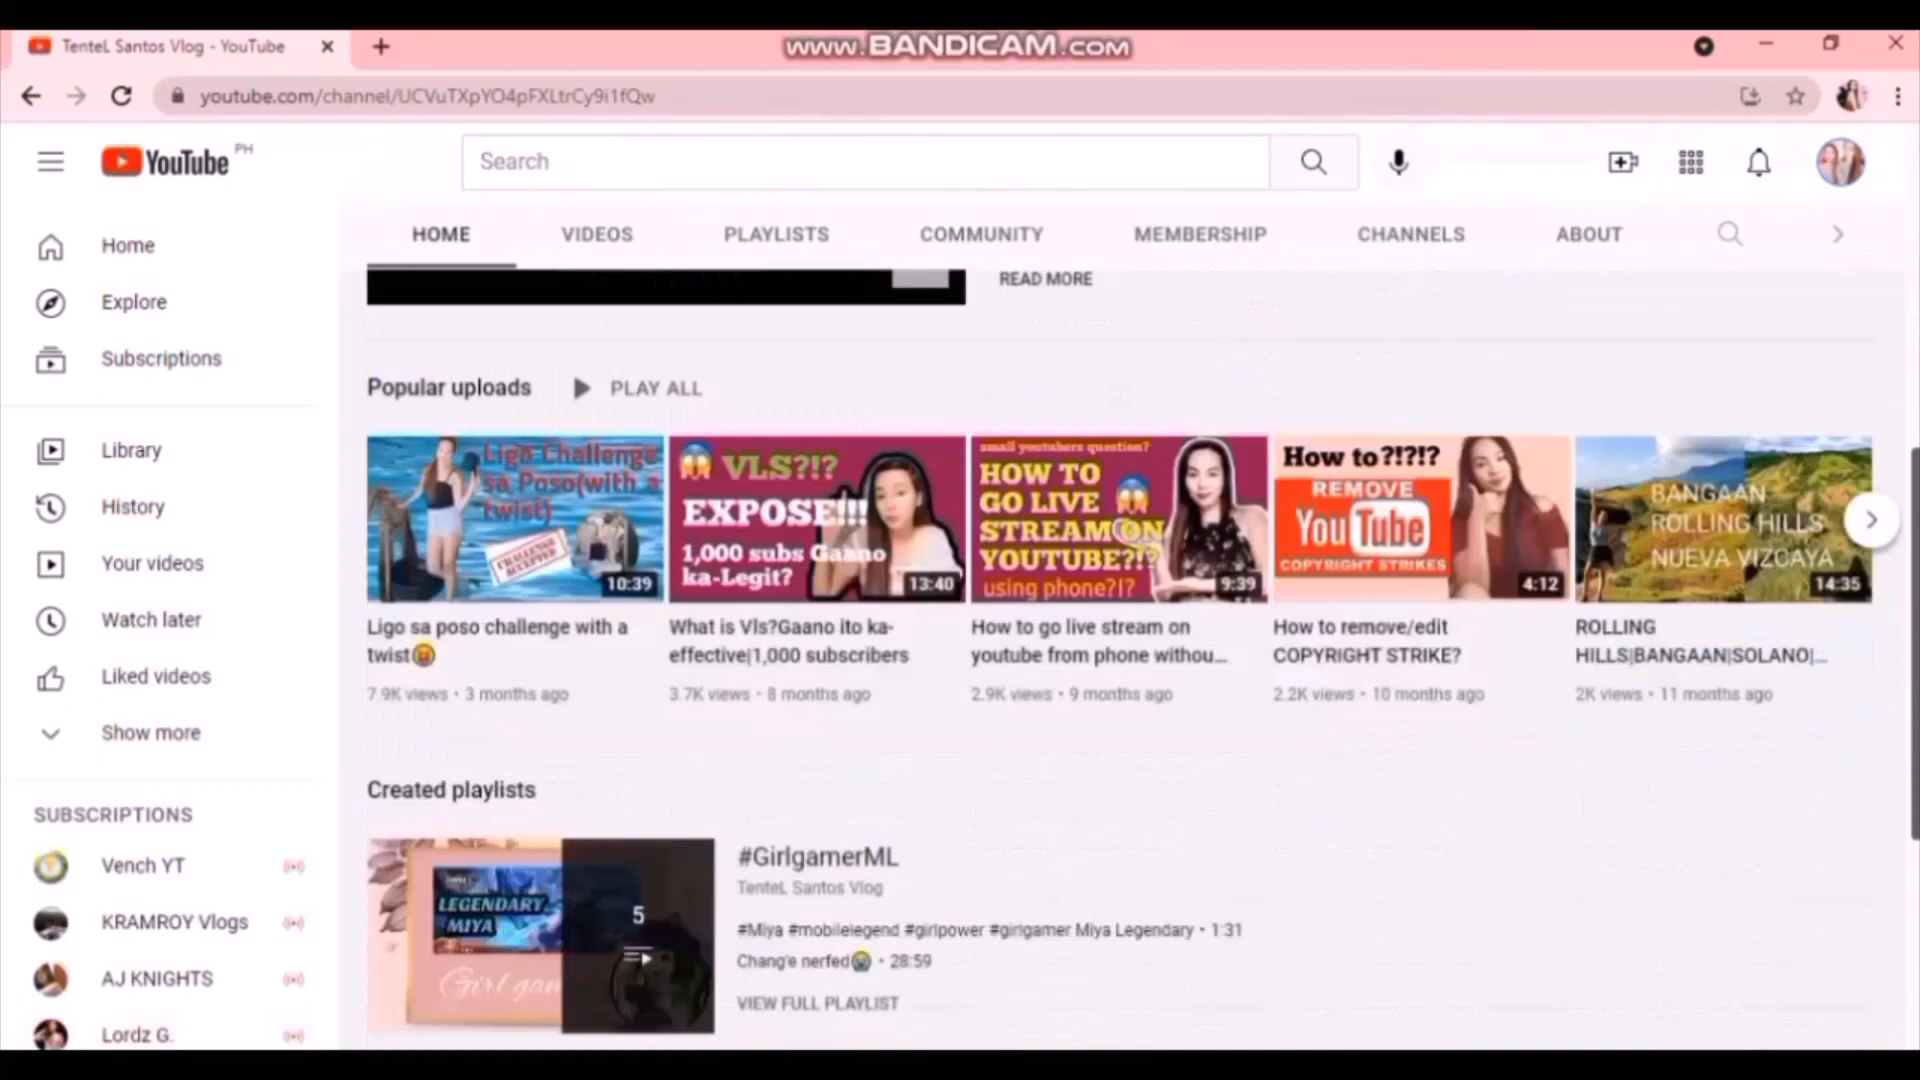 TenteL Santos Vlog - YouTube
www.BANDICAM.com
youtube.com/channel/UCVuTXpYO4pFXLtrCy9i1fQw
YouTube PH
Search
Home
Explore
Subscriptions
Library
History
Your videos
Watch later
Liked videos
Show more
SUBSCRIPTIONS
Vench YT
KRAMROY Vlogs
AJ KNIGHTS
Lordz G.
HOME VIDEOS PLAYLISTS COMMUNITY MEMBERSHIP CHANNELS ABOUT
READ MORE
Popular uploads PLAY ALL
Ligo Challenge
sa Poso(with a
twist)
CHALLENGE
ACCEPTED
10:39
Ligo sa poso challenge with a
twist😝
7.9K views • 3 months ago
VLS?!?
EXPOSE!!!
1,000 subs Gaano
ka-Legit?
13:40
What is Vls?Gaano ito ka-
effective|1,000 subscribers
3.7K views • 8 months ago
small youtubers question?
HOW TO
GO LIVE
STREAM ON
YOUTUBE?!?
using phone?!?
9:39
How to go live stream on
youtube from phone withou...
2.9K views • 9 months ago
How to?!?!?
REMOVE
YouTube
COPYRIGHT STRIKES
4:12
How to remove/edit
COPYRIGHT STRIKE?
2.2K views • 10 months ago
BANGAAN
ROLLING HILLS
NUEVA VIZCAYA
14:35
ROLLING
HILLS|BANGAAN|SOLANO|...
2K views • 11 months ago
Created playlists
LEGENDARY
MIYA
5
#GirlgamerML
TenteL Santos Vlog
#Miya #mobilelegend #girlpower #girlgamer Miya Legendary • 1:31
Chang'e nerfed😭 • 28:59
VIEW FULL PLAYLIST